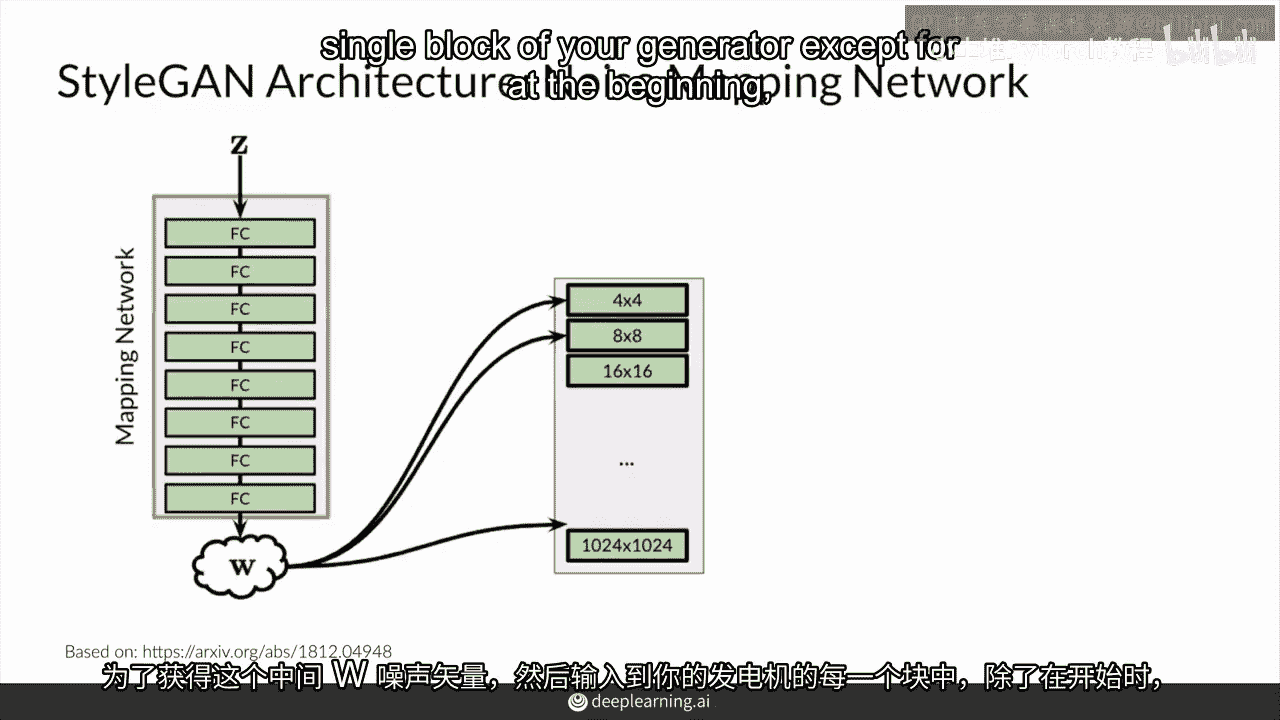 single block of your generator except for
at the beginning,
StyleGAN Architecture: Noise Mapping Network
z
Mapping Network
FC
FC
FC
FC
FC
FC
FC
FC
w
4x4
8x8
16x16
...
1024x1024
Based on: https://arxiv.org/abs/1812.04948
为了获得这个中间 W 噪声矢量，然后输入到你的发电机的每一个块中，除了在开始时，
deeplearning.ai
bilibili